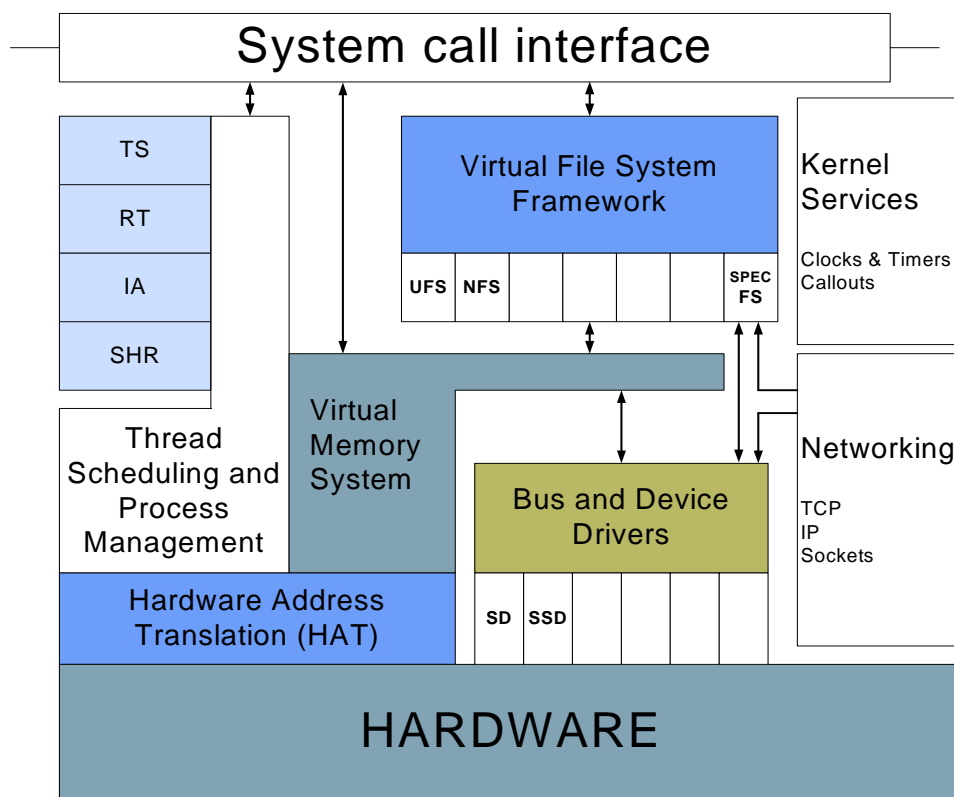 System call interface
TS
RT
IA
SHR
Thread
Scheduling and
Process
Management
Virtual
Memory
System
Virtual File System
Framework
UFS
NFS
SPEC
FS
Kernel
Services
Clocks & Timers
Callouts
Networking
TCP
IP
Sockets
Bus and Device
Drivers
SD
SSD
Hardware Address
Translation (HAT)
HARDWARE